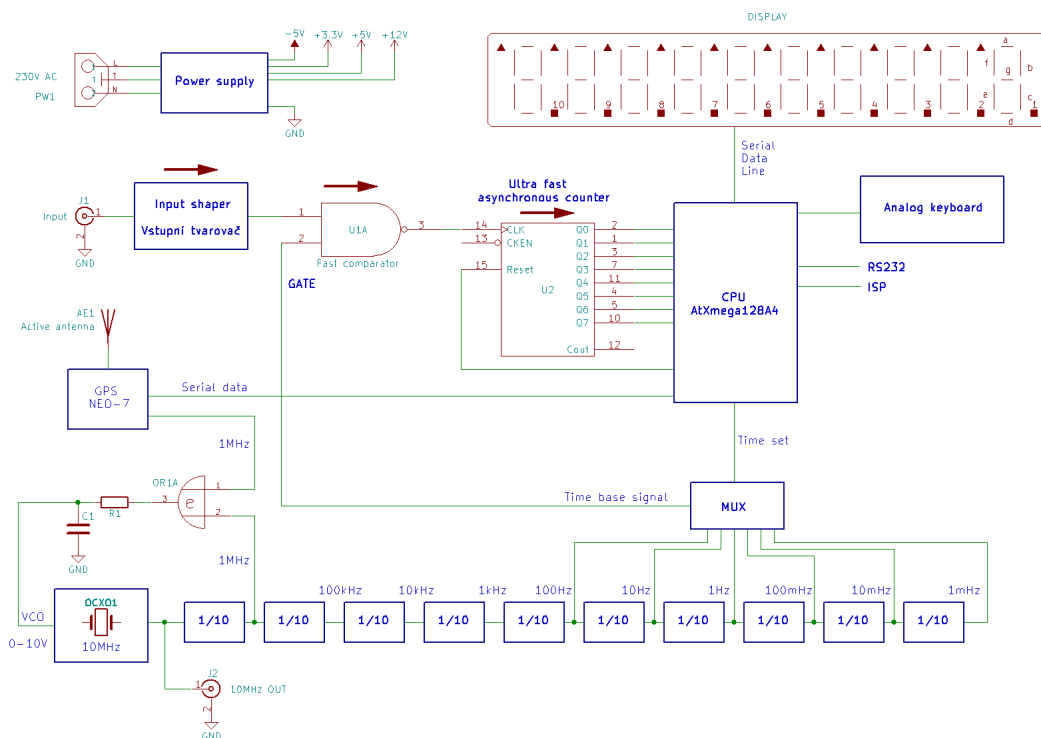 DISPLAY
-5V
+3.3V
+5V
+12V
230V AC
PW1
L
T
N
Power supply
GND
a
f
b
g
e
c
d
10
9
8
7
6
5
4
3
2
1
Serial
Data
Line
J1
Input
1
2
GND
Input shaper
Vstupní tvarovač
1
2
3
U1A
Fast comparator
GATE
Ultra fast
asynchronous counter
14
CLK
13
CKEN
15
Reset
U2
Q0
2
Q1
1
Q2
3
Q3
7
Q4
11
Q5
4
Q6
5
Q7
10
Cout
12
CPU
AtXmega128A4
Analog keyboard
RS232
ISP
AE1
Active antenna
GPS
NEO-7
Serial data
1MHz
Time set
OR1A
1
2
3
e
R1
C1
GND
1MHz
Time base signal
MUX
VCO
0-10V
OCXO1
10MHz
1/10
1/10
100kHz
1/10
10kHz
1/10
1kHz
1/10
100Hz
1/10
10Hz
1/10
1Hz
1/10
100mHz
1/10
10mHz
1/10
1mHz
J2
1
10MHz OUT
2
GND